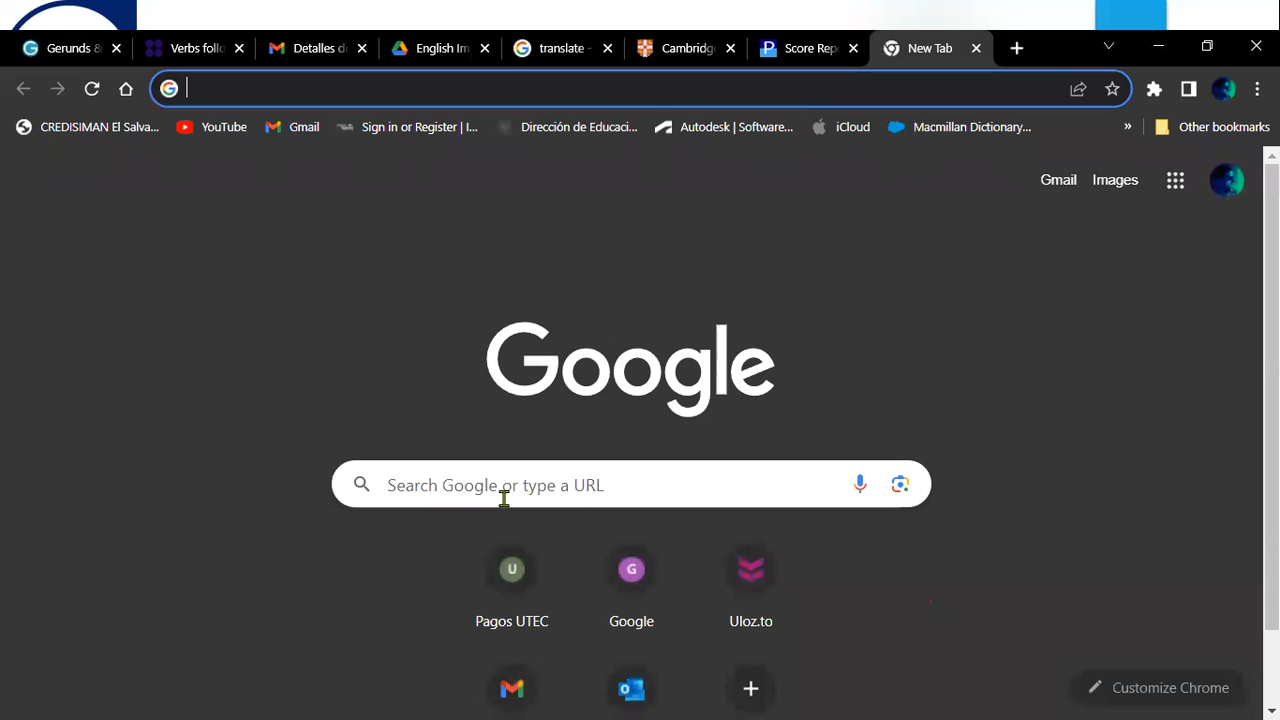 Gerunds &
Verbs follo
Detalles d
English Im
translate -
Cambridg
Score Rep
New Tab
CREDISIMAN El Salva...
YouTube
Gmail
Sign in or Register | I...
Dirección de Educaci...
Autodesk | Software...
iCloud
Macmillan Dictionary...
»
Other bookmarks
Gmail
Images
Google
Search Google or type a URL
U
G
Pagos UTEC
Google
Uloz.to
Customize Chrome